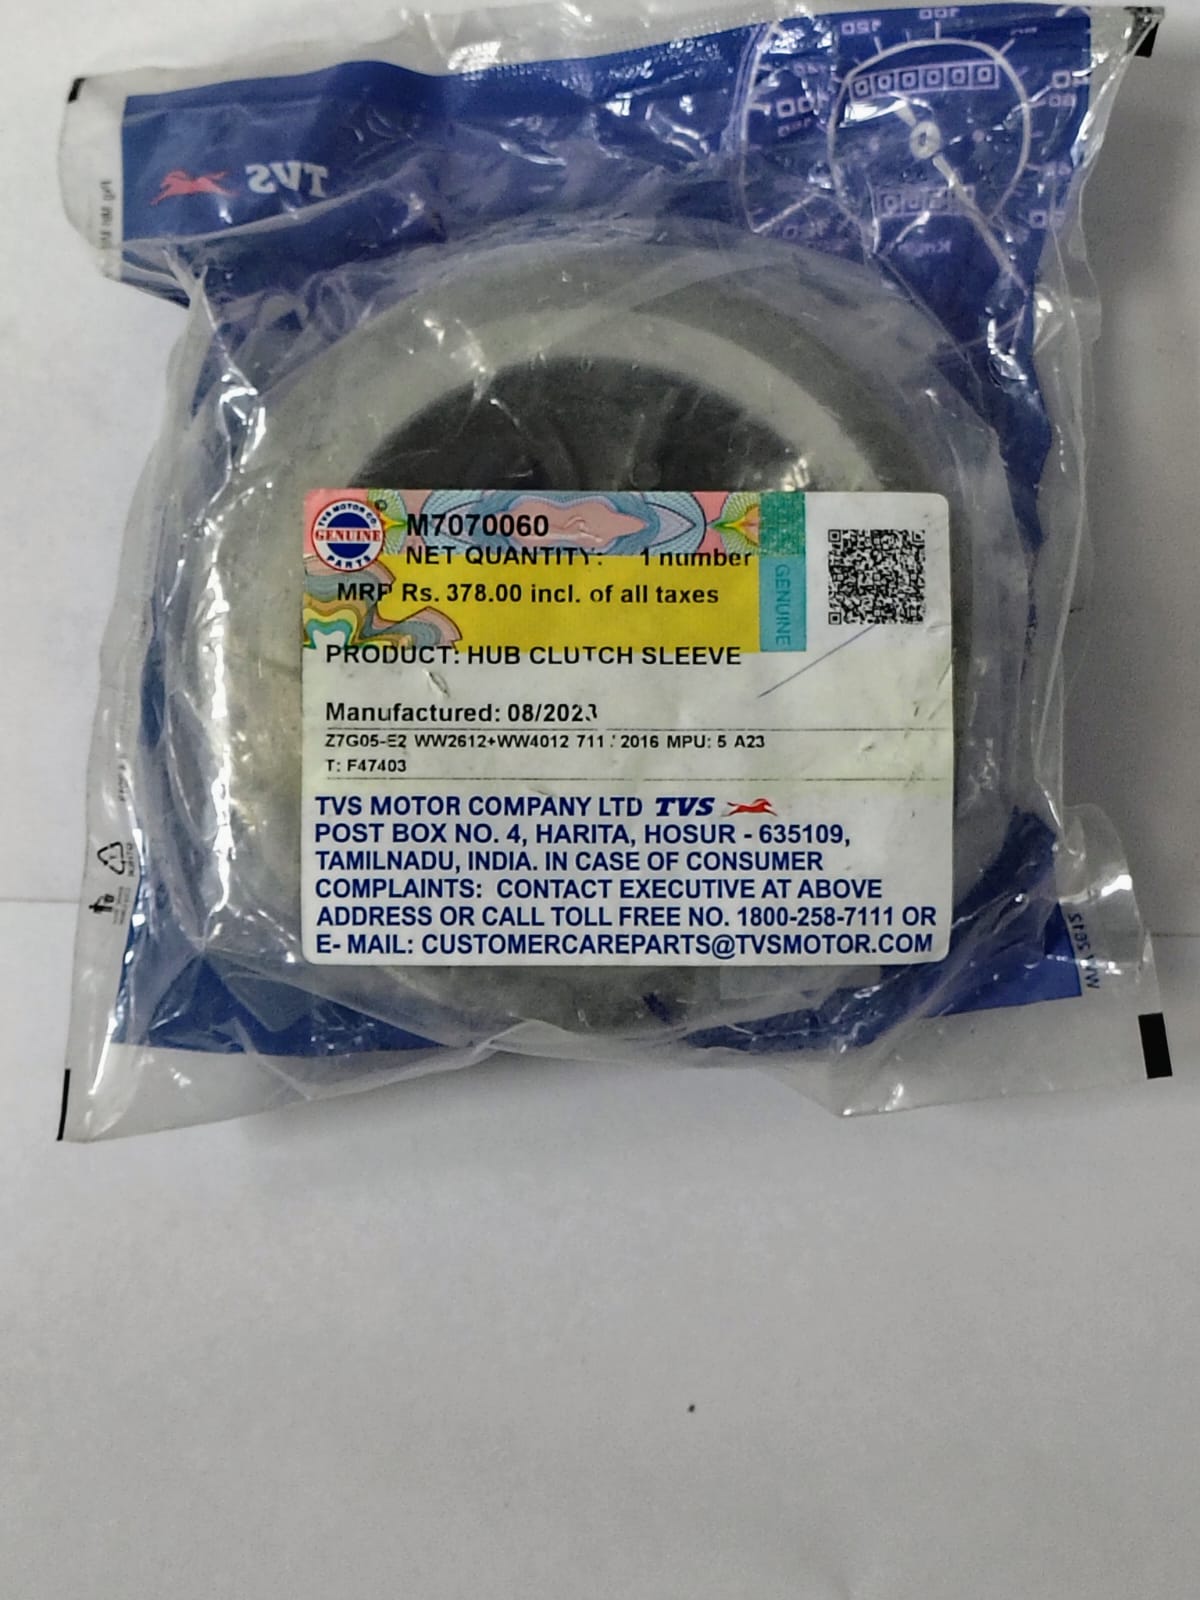 TVS
TVS MOTOR CO.
GENUINE
PARTS
M7070060
NET QUANTITY: 1 number
MRP Rs. 378.00 incl. of all taxes
GENUINE
PRODUCT: HUB CLUTCH SLEEVE
Manufactured: 08/2023
Z7G05-E2 WW2612+WW4012 711 2016 MPU: 5 A23
T: F47403
TVS MOTOR COMPANY LTD TVS
POST BOX NO. 4, HARITA, HOSUR - 635109,
TAMILNADU, INDIA. IN CASE OF CONSUMER
COMPLAINTS: CONTACT EXECUTIVE AT ABOVE
ADDRESS OR CALL TOLL FREE NO. 1800-258-7111 OR
E- MAIL: CUSTOMERCAREPARTS@TVSMOTOR.COM